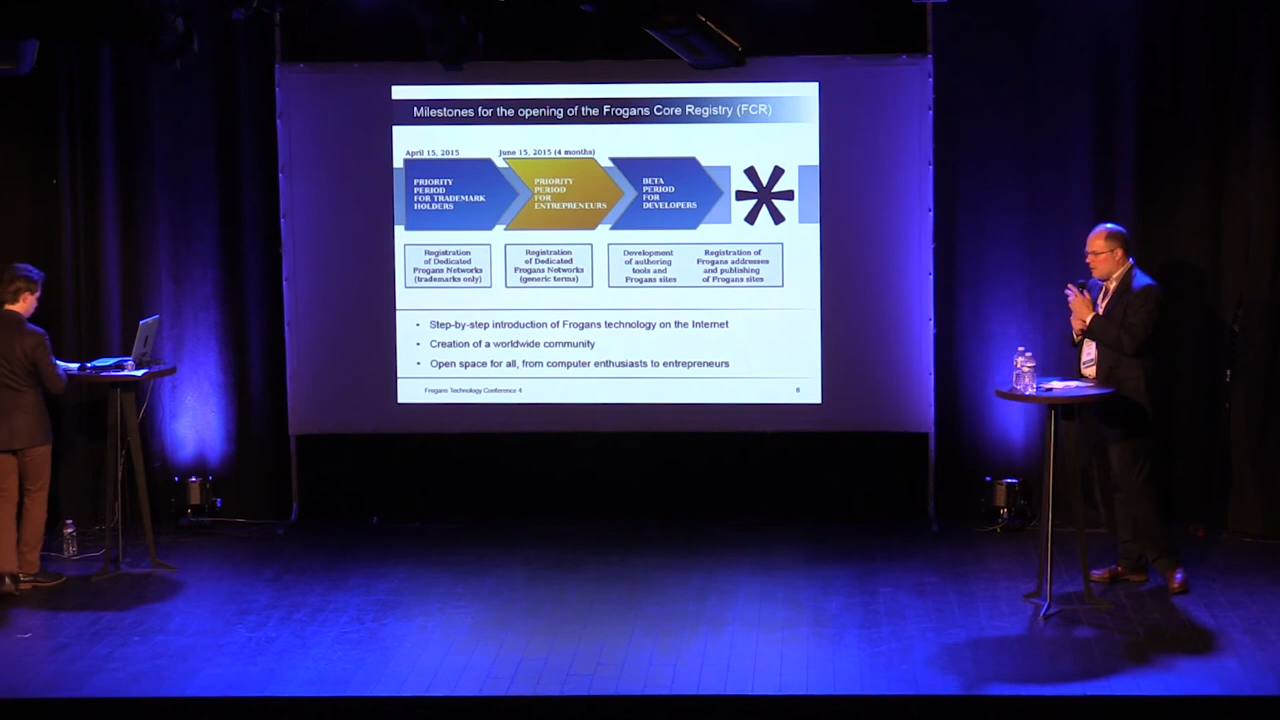 Milestones for the opening of the Frogans Core Registry (FCR)
April 15, 2015
June 15, 2015 (4 months)
PRIORITY
PERIOD
FOR TRADEMARK
HOLDERS
PRIORITY
PERIOD
FOR
ENTREPRENEURS
BETA
PERIOD
FOR
DEVELOPERS
Registration
of Dedicated
Frogans Networks
(trademarks only)
Registration
of Dedicated
Frogans Networks
(generic terms)
Development
of authoring
tools and
Frogans sites
Registration of
Frogans addresses
and publishing
of Frogans sites
• Step-by-step introduction of Frogans technology on the Internet
• Creation of a worldwide community
• Open space for all, from computer enthusiasts to entrepreneurs
Frogans Technology Conference 4